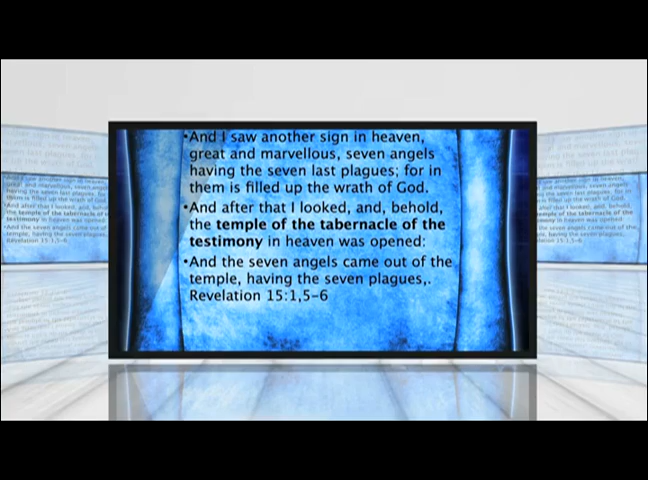 •And I saw another sign in heaven,
great and marvellous, seven angels
having the seven last plagues; for in
them is filled up the wrath of God.
•And after that I looked, and, behold,
the temple of the tabernacle of the
testimony in heaven was opened:
•And the seven angels came out of the
temple, having the seven plagues,.
Revelation 15:1,5-6